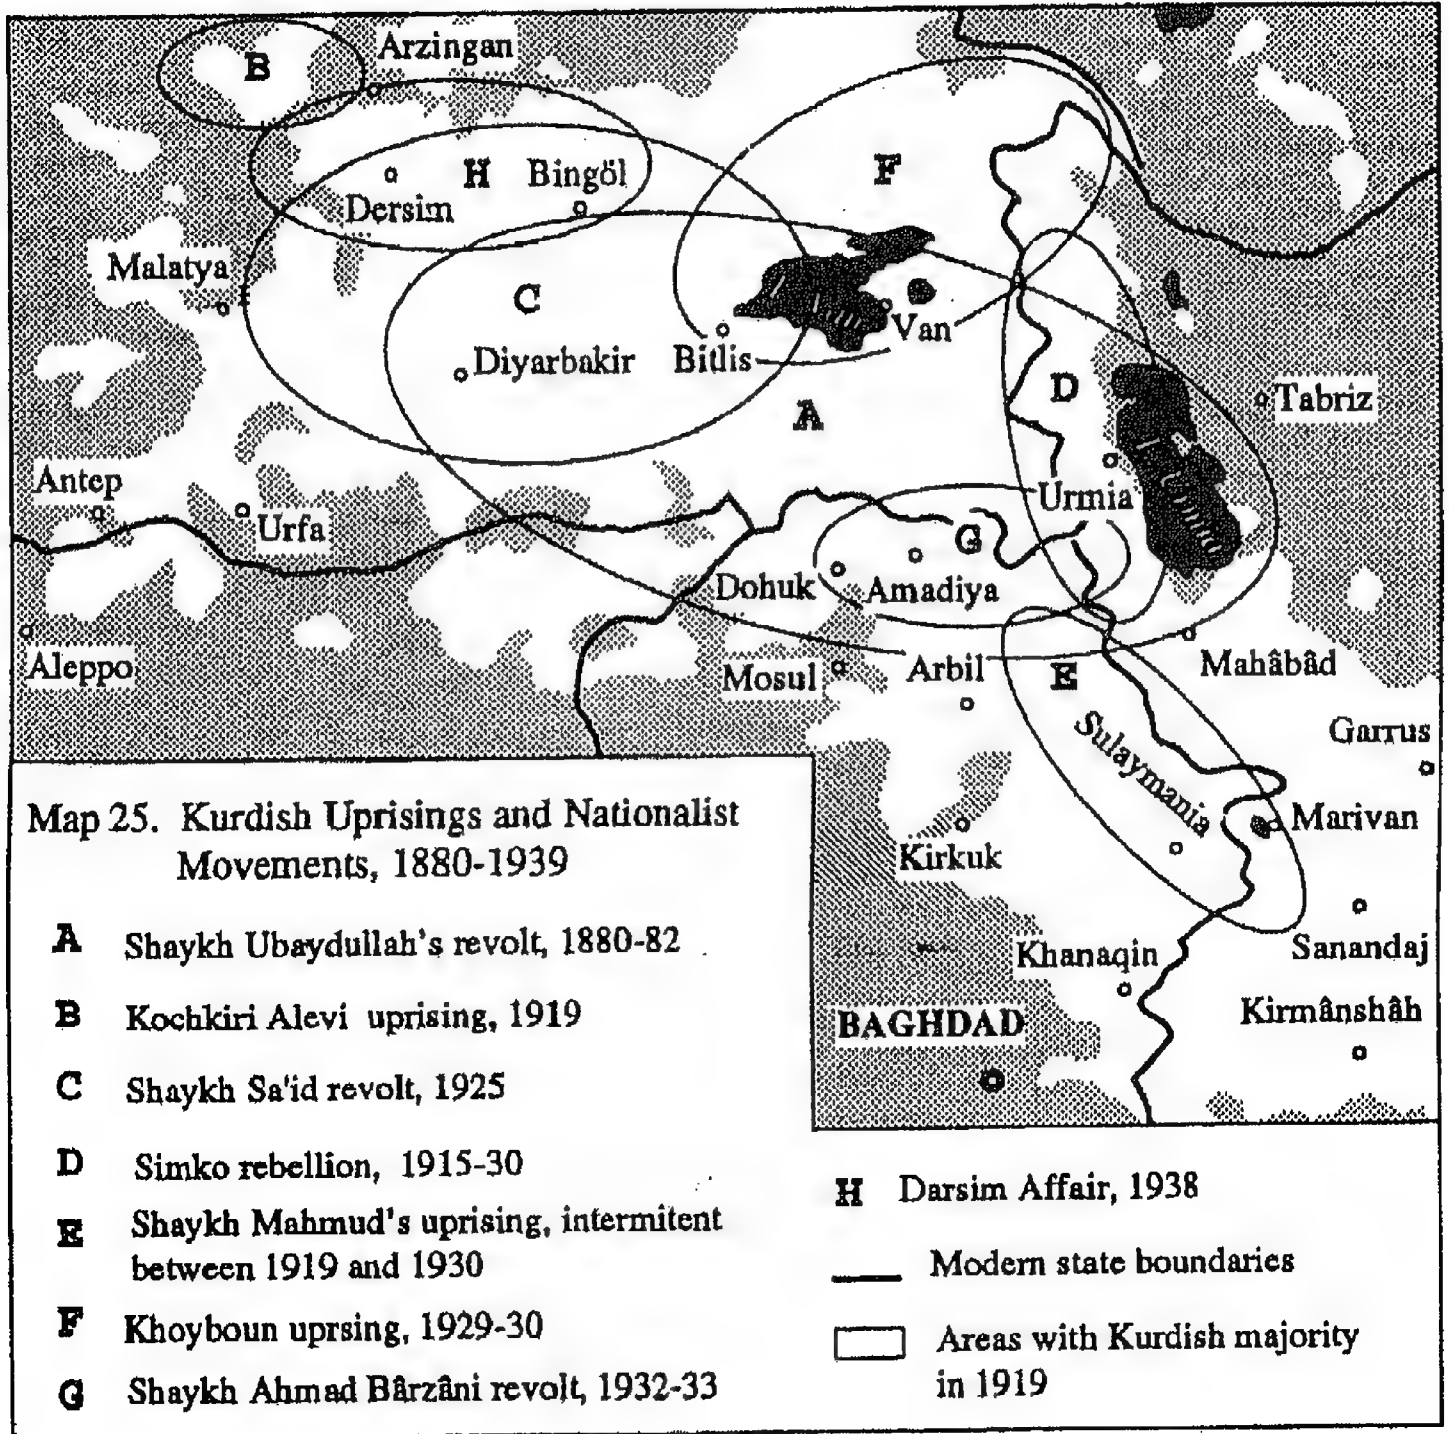 B
Arzingan
F
H Bingöl
Dersim
Malatya
C
Van
Diyarbakir
Bitlis
D
Tabriz
A
Antep
Urmia
Urfa
G
Dohuk
Amadiya
Aleppo
Mosul
Arbil
E
Mahâbâd
Sulaymania
Garrus
Marivan
Kirkuk
Khanaqin
Sanandaj
BAGHDAD
Kirmânshâh
Map 25. Kurdish Uprisings and Nationalist
Movements, 1880-1939
A Shaykh Ubaydullah's revolt, 1880-82
B Kochkiri Alevi uprising, 1919
C Shaykh Sa'id revolt, 1925
D Simko rebellion, 1915-30
E Shaykh Mahmud's uprising, intermitent
between 1919 and 1930
F Khoyboun uprsing, 1929-30
G Shaykh Ahmad Bârzâni revolt, 1932-33
H Darsim Affair, 1938
Modern state boundaries
Areas with Kurdish majority
in 1919